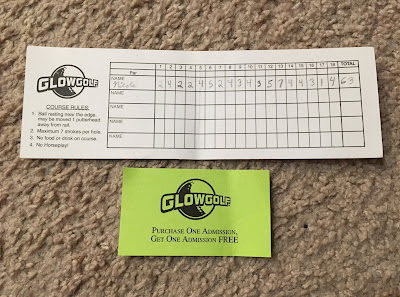 1 2 3 4 5 6 7 8 9 10 11 12 13 14 15 16 17 18 TOTAL
Par
NAME
Nicole 2 4 2 2 4 5 2 4 3 4 3 5 7 4 4 3 1 4 63
NAME
NAME
NAME
GLOWGOLF
COURSE RULES:
1. Ball resting near the edge,
may be moved 1 putterhead
away from rail.
2. Maximum 7 strokes per hole.
3. No food or drink on course.
4. No Horseplay!
GLOWGOLF
PURCHASE ONE ADMISSION,
GET ONE ADMISSION FREE